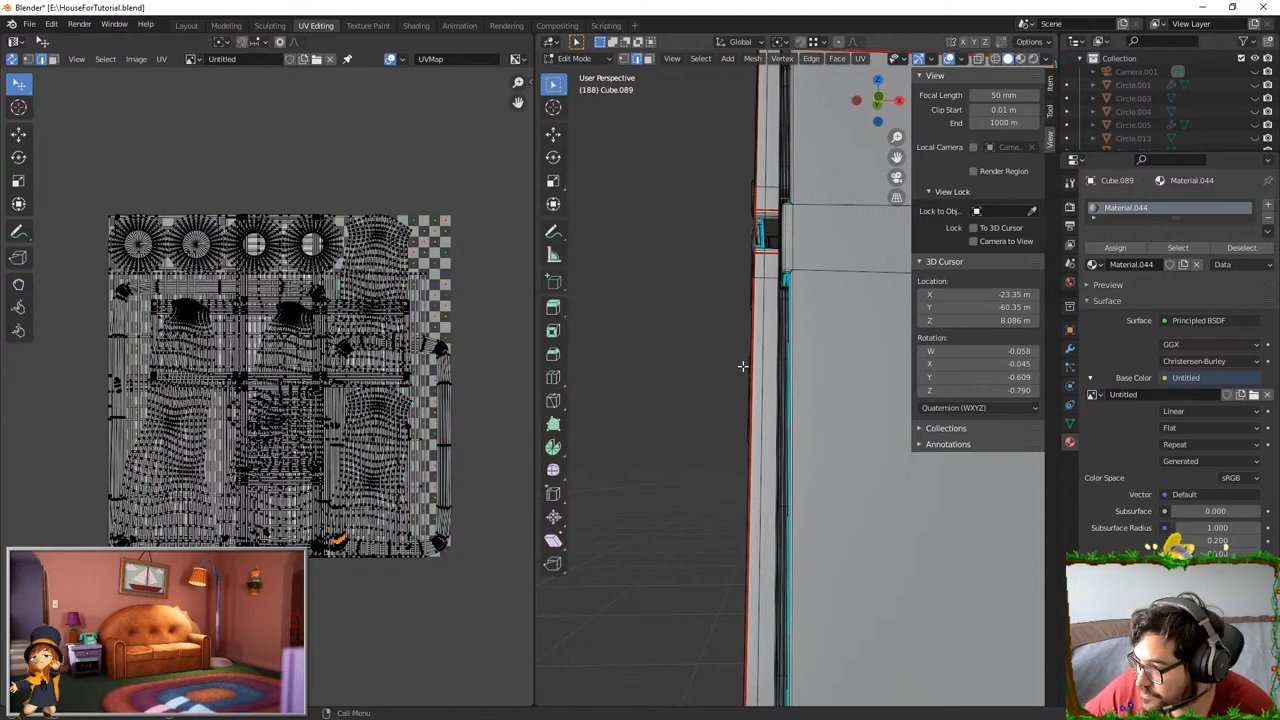 Blender* [E:\HouseForTutorial.blend]
File Edit Render Window Help Layout Modeling Sculpting UV Editing Texture Paint Shading Animation Rendering Compositing Scripting Scene View Layer
Global Options
View Select Image UV Untitled UVMap Edit Mode View Select Add Mesh Vertex Edge Face UV
User Perspective
(188) Cube.089
View
Focal Length 50 mm
Clip Start 0.01 m
End 1000 m
Local Camera Came...
Render Region
View Lock
Lock to Obj...
Lock To 3D Cursor
Camera to View
3D Cursor
Location:
X -23.35 m
Y -60.35 m
Z 8.086 m
Rotation:
W -0.058
X -0.045
Y -0.609
Z -0.790
Quaternion (WXYZ)
Collections
Annotations
Item
Tool
View
Z
X
Y
Collection
Camera.001
Circle.001
Circle.003
Circle.004
Circle.005
Circle.013
Cube.089 Material.044
Material.044
Assign Select Deselect
Material.044 Data
Preview
Surface
Surface Principled BSDF
GGX
Christensen-Burley
Base Color Untitled
Untitled
Linear
Flat
Repeat
Generated
Color Space sRGB
Vector Default
Subsurface 0.000
Subsurface Radius 1.000
0.200
Call Menu